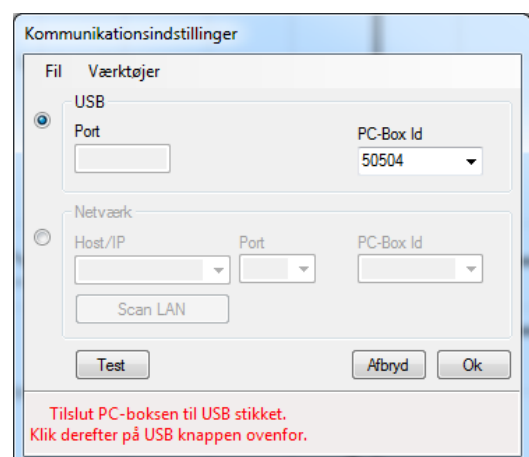 Kommunikationsindstillinger
Fil Værktøjer
USB
Port PC-Box Id
50504
Netværk
Host/IP Port PC-Box Id
Scan LAN
Test Afbryd Ok
Tilslut PC-boksen til USB stikket.
Klik derefter på USB knappen ovenfor.